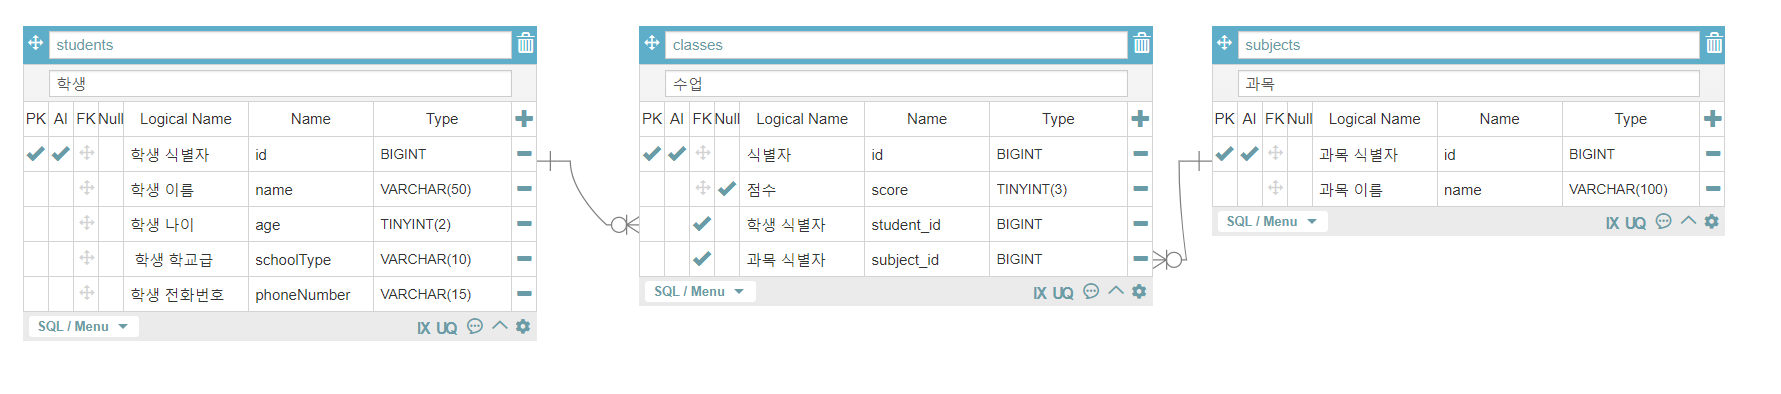 students
학생
PK AI FK Null Logical Name Name Type
학생 식별자 id BIGINT
학생 이름 name VARCHAR(50)
학생 나이 age TINYINT(2)
학생 학교급 schoolType VARCHAR(10)
학생 전화번호 phoneNumber VARCHAR(15)
SQL / Menu IX UQ
classes
수업
PK AI FK Null Logical Name Name Type
식별자 id BIGINT
점수 score TINYINT(3)
학생 식별자 student_id BIGINT
과목 식별자 subject_id BIGINT
SQL / Menu IX UQ
subjects
과목
PK AI FK Null Logical Name Name Type
과목 식별자 id BIGINT
과목 이름 name VARCHAR(100)
SQL / Menu IX UQ